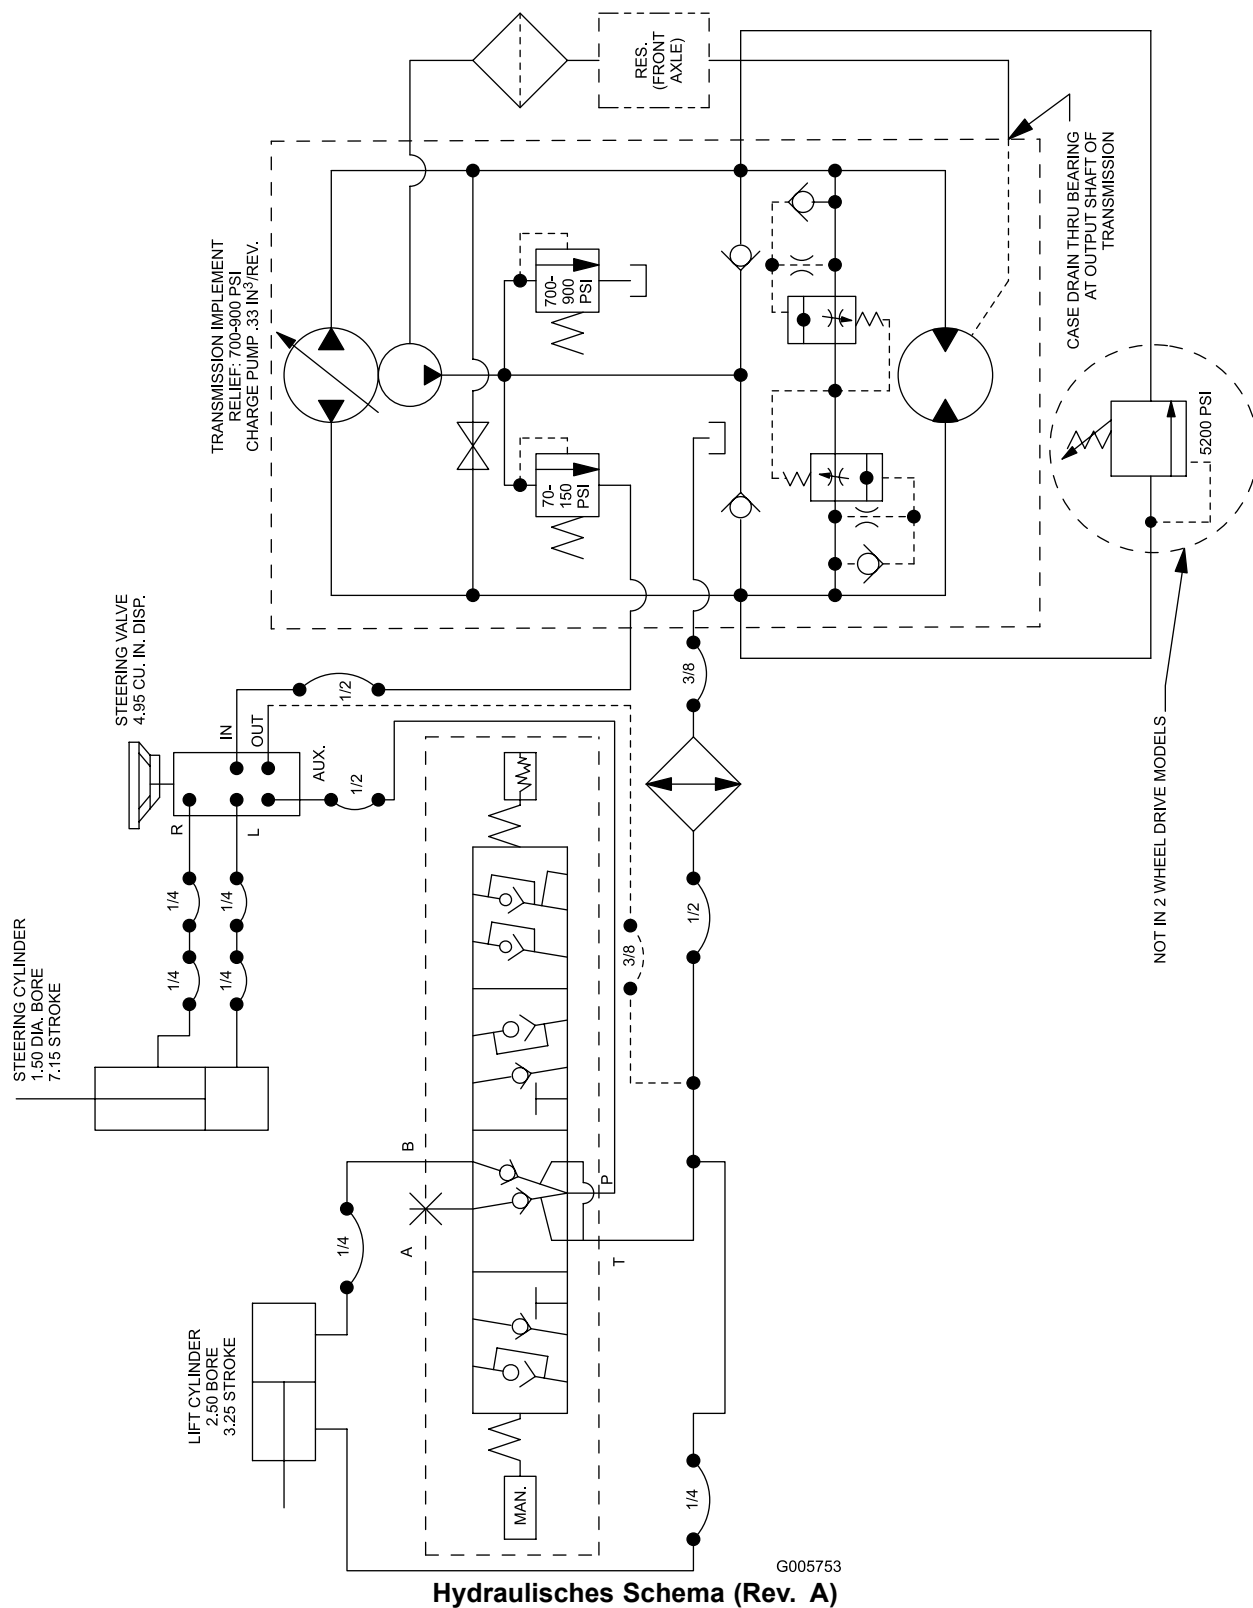 RES.
(FRONT
AXLE)
TRANSMISSION IMPLEMENT
RELIEF: 700-900 PSI
CHARGE PUMP .33 IN³/REV.
700-
900
PSI
70-
150
PSI
CASE DRAIN THRU BEARING
AT OUTPUT SHAFT OF
TRANSMISSION
5200 PSI
NOT IN 2 WHEEL DRIVE MODELS
STEERING VALVE
4.95 CU. IN. DISP.
IN
OUT
AUX.
R
L
1/2
1/2
3/8
1/4
1/4
1/4
1/4
STEERING CYLINDER
1.50 DIA. BORE
7.15 STROKE
3/8
1/2
B
A
P
T
1/4
LIFT CYLINDER
2.50 BORE
3.25 STROKE
MAN.
1/4
G005753
Hydraulisches Schema (Rev. A)